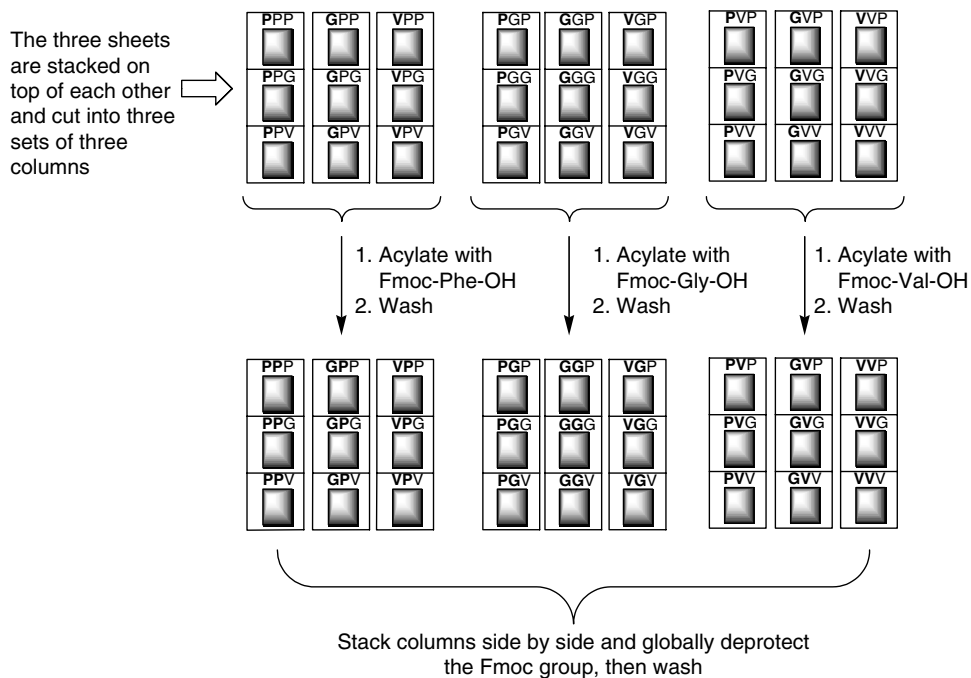 The three sheets
are stacked on
top of each other
and cut into three
sets of three
columns
PPP GPP VPP PGP GGP VGP PVP GVP VVP
PPG GPG VPG PGG GGG VGG PVG GVG VVG
PPV GPV VPV PGV GGV VGV PVV GVV VVV
1. Acylate with
Fmoc-Phe-OH
2. Wash
1. Acylate with
Fmoc-Gly-OH
2. Wash
1. Acylate with
Fmoc-Val-OH
2. Wash
PPP GPP VPP PGP GGP VGP PVP GVP VVP
PPG GPG VPG PGG GGG VGG PVG GVG VVG
PPV GPV VPV PGV GGV VGV PVV GVV VVV
Stack columns side by side and globally deprotect
the Fmoc group, then wash